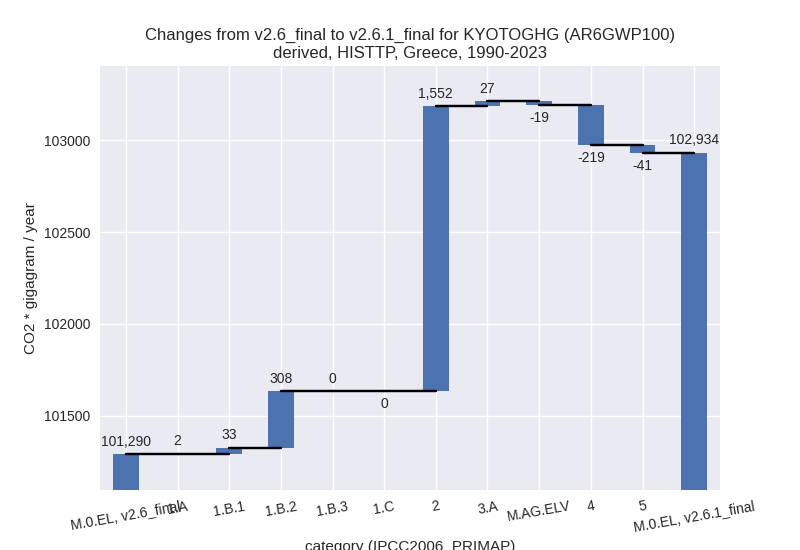 Changes from v2.6_final to v2.6.1_final for KYOTOGHG (AR6GWP100)
derived, HISTTP, Greece, 1990-2023
CO2 * gigagram / year
103000
102500
102000
101500
101,290
2
33
308
0
0
1,552
27
-19
-219
-41
102,934
M.0.EL, v2.6_final
1.A
1.B.1
1.B.2
1.B.3
1.C
2
3.A
M.AG.ELV
4
5
M.0.EL, v2.6.1_final
category (IPCC2006_PRIMAP)